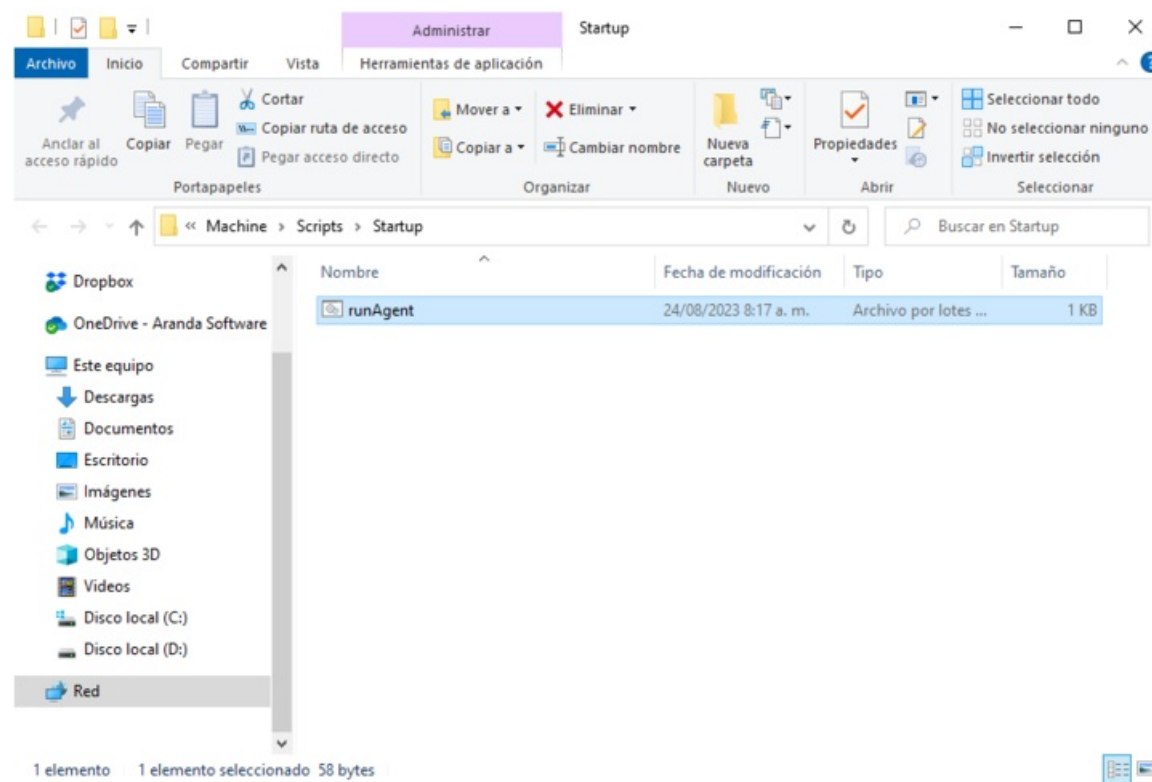 Administrar
Startup
Archivo Inicio Compartir Vista Herramientas de aplicación
Anclar al acceso rápido
Copiar
Pegar
Cortar
Copiar ruta de acceso
Pegar acceso directo
Portapapeles
Mover a
Copiar a
Eliminar
Cambiar nombre
Organizar
Nueva carpeta
Nuevo
Propiedades
Abrir
Seleccionar todo
No seleccionar ninguno
Invertir selección
Seleccionar
« Machine > Scripts > Startup
Buscar en Startup
Dropbox
OneDrive - Aranda Software
Este equipo
Descargas
Documentos
Escritorio
Imágenes
Música
Objetos 3D
Videos
Disco local (C:)
Disco local (D:)
Red
Nombre Fecha de modificación Tipo Tamaño
runAgent 24/08/2023 8:17 a. m. Archivo por lotes ... 1 KB
1 elemento 1 elemento seleccionado 58 bytes